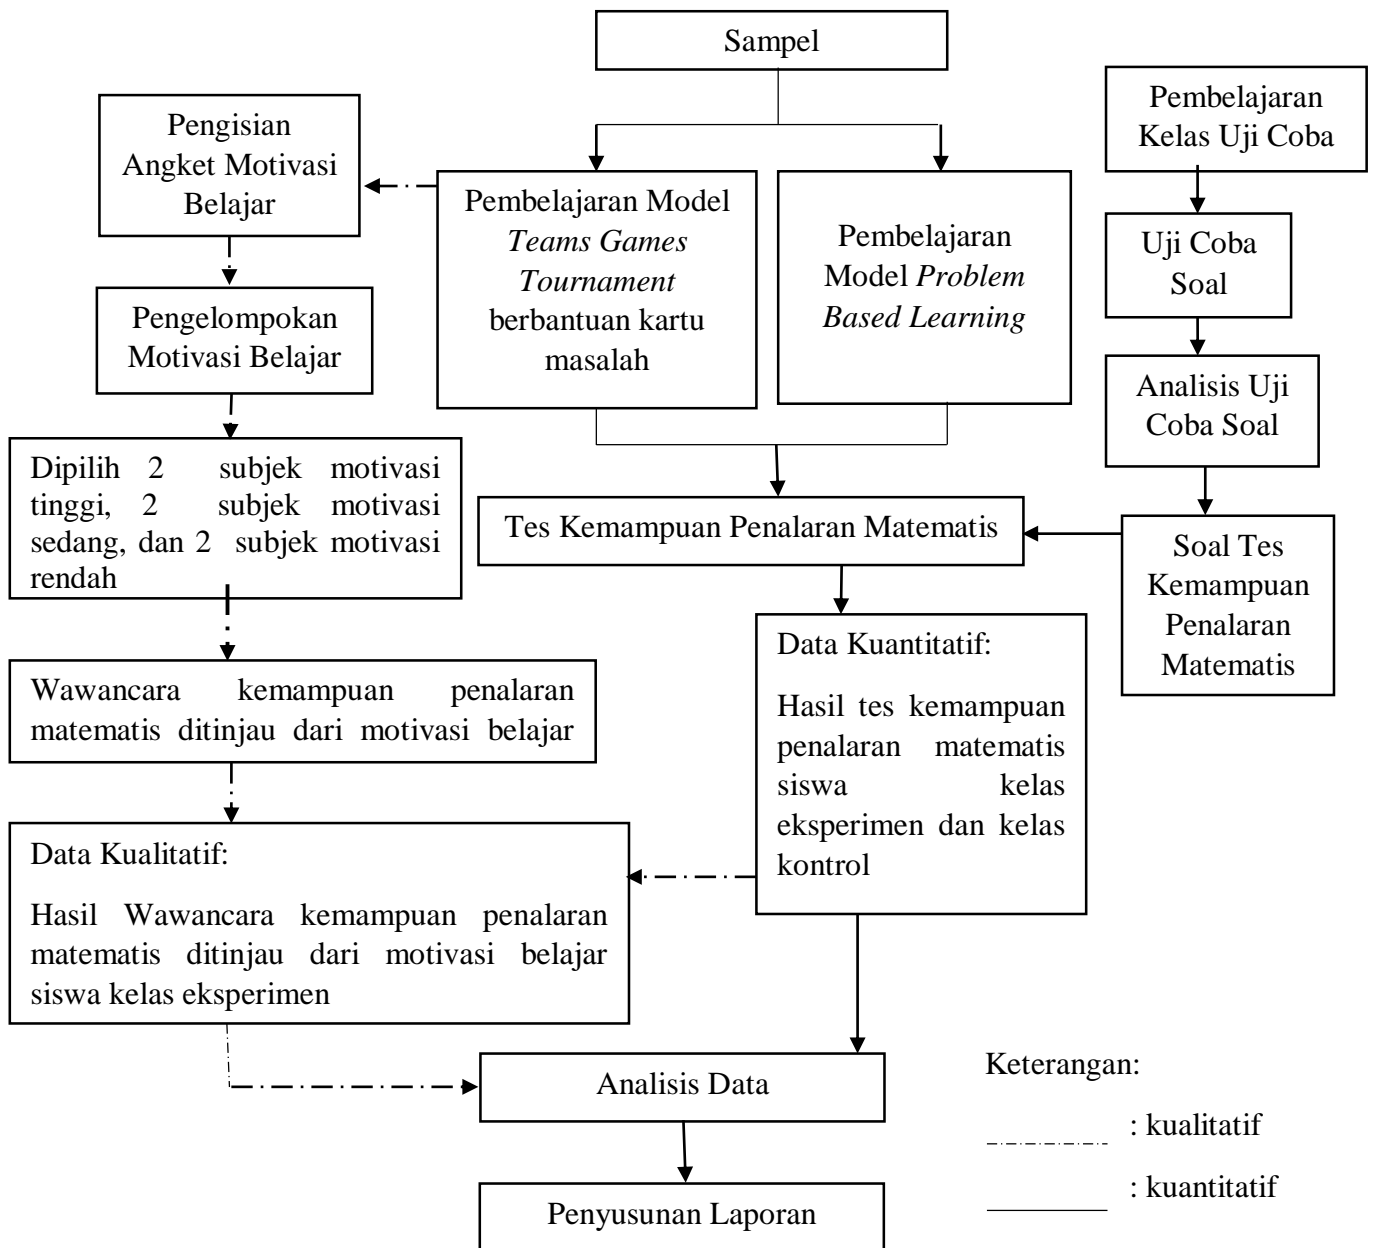 Sampel
Pembelajaran
Kelas Uji Coba
Pengisian
Angket Motivasi
Belajar
Pembelajaran Model
Teams Games
Tournament
berbantuan kartu
masalah
Pembelajaran
Model Problem
Based Learning
Uji Coba
Soal
Pengelompokan
Motivasi Belajar
Analisis Uji
Coba Soal
Dipilih 2 subjek motivasi
tinggi, 2 subjek motivasi
sedang, dan 2 subjek motivasi
rendah
Tes Kemampuan Penalaran Matematis
Soal Tes
Kemampuan
Penalaran
Matematis
Wawancara kemampuan penalaran
matematis ditinjau dari motivasi belajar
Data Kuantitatif:
Hasil tes kemampuan
penalaran matematis
siswa kelas
eksperimen dan kelas
kontrol
Data Kualitatif:
Hasil Wawancara kemampuan penalaran
matematis ditinjau dari motivasi belajar
siswa kelas eksperimen
Analisis Data
Penyusunan Laporan
Keterangan:
: kualitatif
: kuantitatif